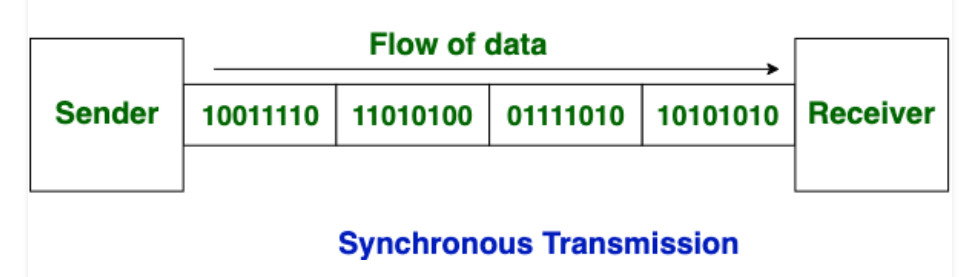 Flow of data
Sender 10011110 11010100 01111010 10101010 Receiver
Synchronous Transmission